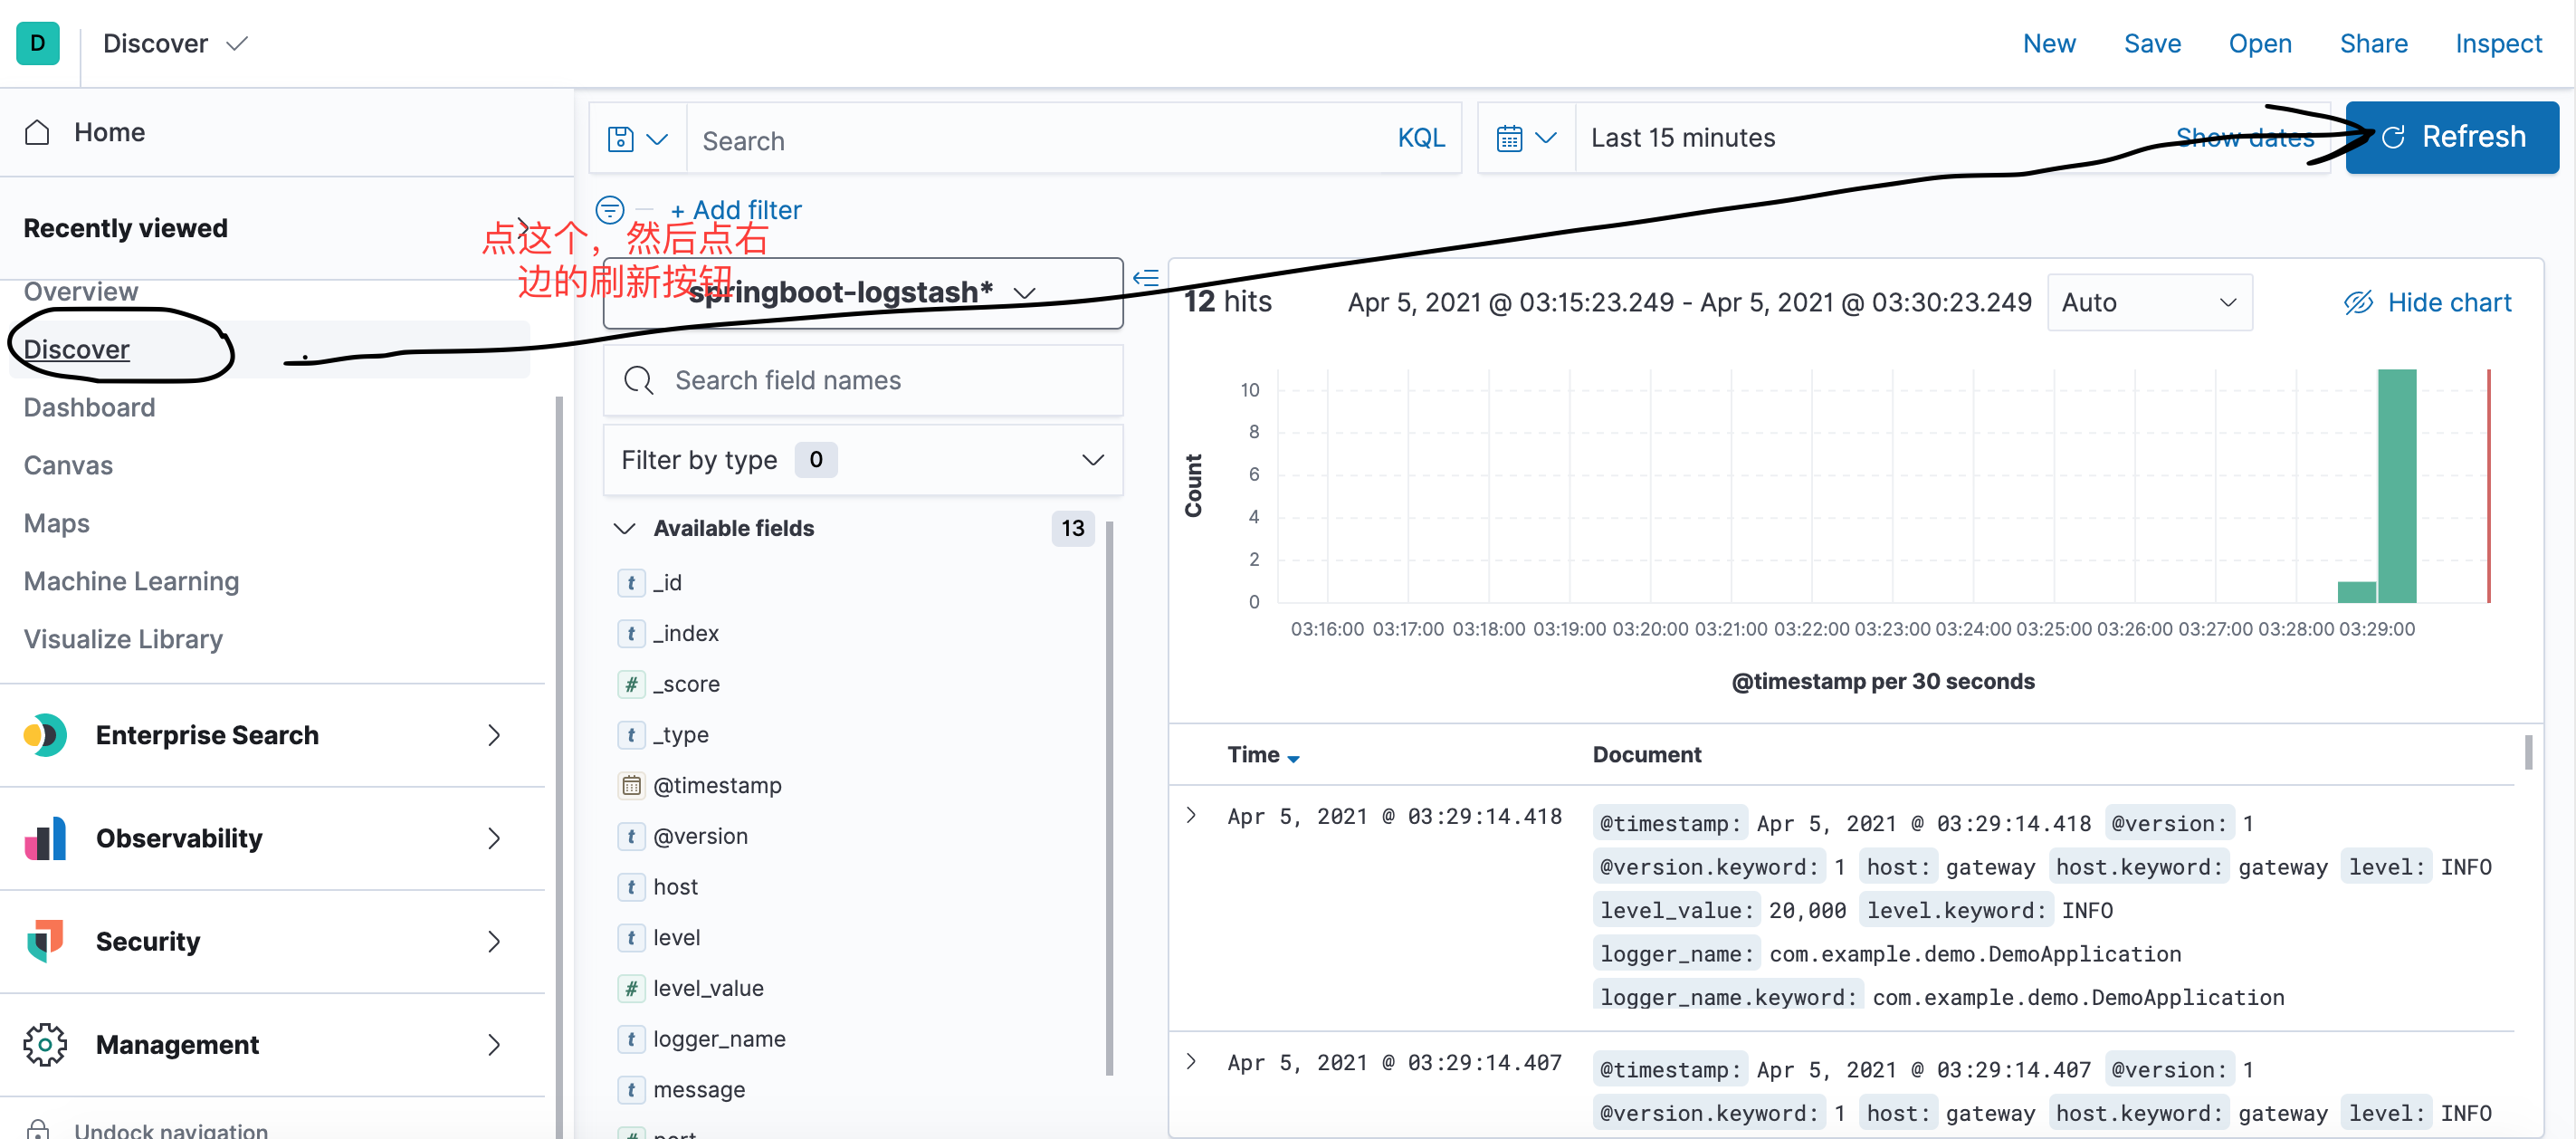 D
Discover
New
Save
Open
Share
Inspect
Home
Recently viewed
Overview
Discover
Dashboard
Canvas
Maps
Machine Learning
Visualize Library
Enterprise Search
Observability
Security
Management
Undock navigation
Search
KQL
Last 15 minutes
Show dates
Refresh
+ Add filter
点这个，然后点右
边的刷新按钮
springboot-logstash*
Search field names
Filter by type 0
Available fields 13
t _id
t _index
# _score
t _type
@timestamp
t @version
t host
t level
# level_value
t logger_name
t message
# port
12 hits
Apr 5, 2021 @ 03:15:23.249 - Apr 5, 2021 @ 03:30:23.249
Auto
Hide chart
Count
10
8
6
4
2
0
03:16:00 03:17:00 03:18:00 03:19:00 03:20:00 03:21:00 03:22:00 03:23:00 03:24:00 03:25:00 03:26:00 03:27:00 03:28:00 03:29:00
@timestamp per 30 seconds
Time Document
Apr 5, 2021 @ 03:29:14.418
@timestamp: Apr 5, 2021 @ 03:29:14.418 @version: 1
@version.keyword: 1 host: gateway host.keyword: gateway level: INFO
level_value: 20,000 level.keyword: INFO
logger_name: com.example.demo.DemoApplication
logger_name.keyword: com.example.demo.DemoApplication
Apr 5, 2021 @ 03:29:14.407
@timestamp: Apr 5, 2021 @ 03:29:14.407 @version: 1
@version.keyword: 1 host: gateway host.keyword: gateway level: INFO